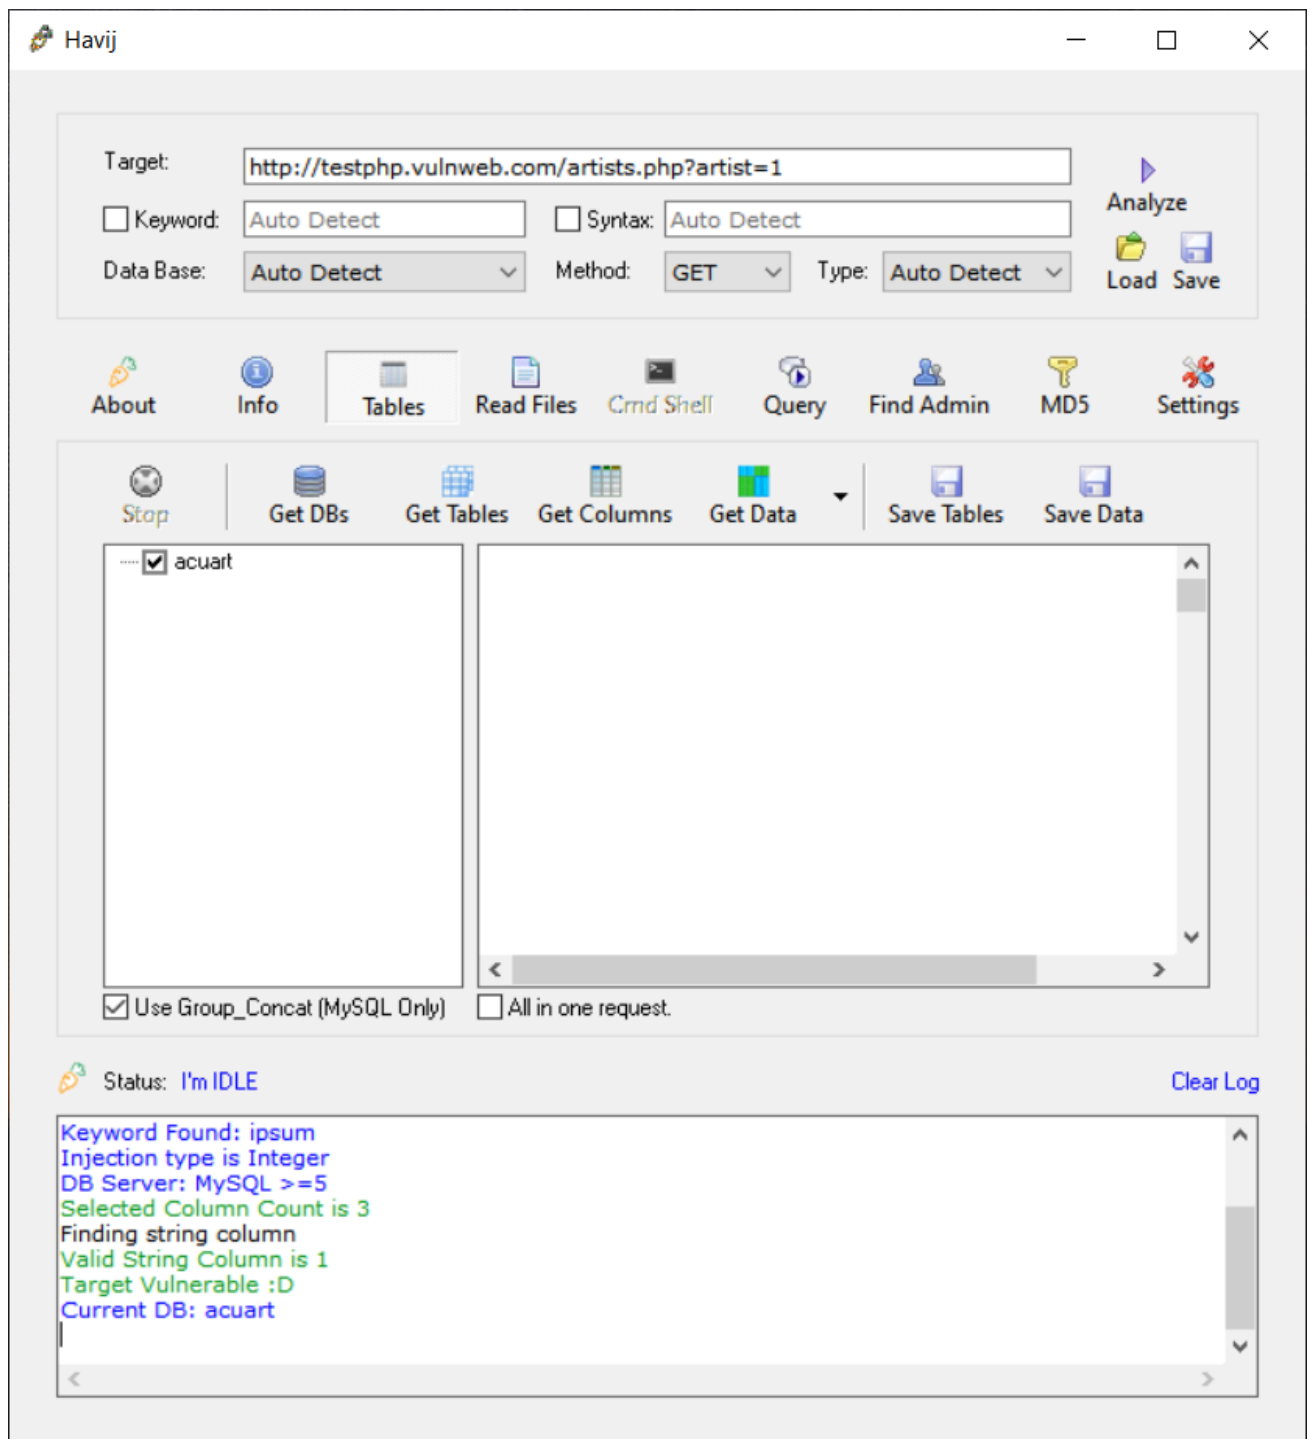 Havij
Target: http://testphp.vulnweb.com/artists.php?artist=1
Analyze
Keyword: Auto Detect Syntax: Auto Detect
Data Base: Auto Detect Method: GET Type: Auto Detect
Load Save
About Info Tables Read Files Cmd Shell Query Find Admin MD5 Settings
Stop Get DBs Get Tables Get Columns Get Data Save Tables Save Data
acuart
Use Group_Concat (MySQL Only) All in one request.
Status: I'm IDLE Clear Log
Keyword Found: ipsum
Injection type is Integer
DB Server: MySQL >=5
Selected Column Count is 3
Finding string column
Valid String Column is 1
Target Vulnerable :D
Current DB: acuart